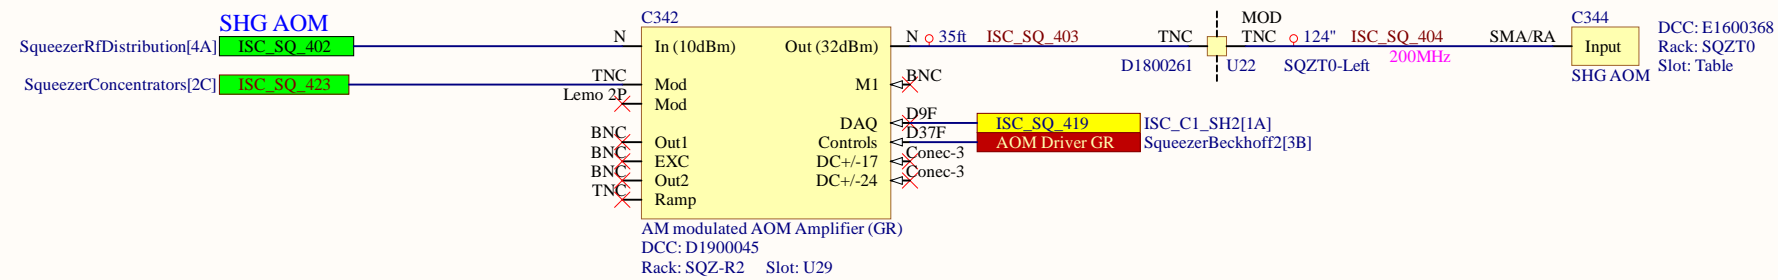 SHG AOM
SqueezerRfDistribution[4A] ISC_SQ_402
SqueezerConcentrators[2C] ISC_SQ_423
C342
N In (10dBm) Out (32dBm) N 35ft ISC_SQ_403 TNC
TNC Mod M1 BNC
Lemo 2P Mod
DAQ D9F ISC_SQ_419 ISC_C1_SH2[1A]
BNC Out1 Controls D37F AOM Driver GR SqueezerBeckhoff2[3B]
BNC EXC DC+/-17 Conec-3
BNC Out2 DC+/-24 Conec-3
TNC Ramp
AM modulated AOM Amplifier (GR)
DCC: D1900045
Rack: SQZ-R2 Slot: U29
MOD
TNC 124" ISC_SQ_404 SMA/RA
D1800261 U22 SQZT0-Left 200MHz
C344
Input
SHG AOM
DCC: E1600368
Rack: SQZT0
Slot: Table